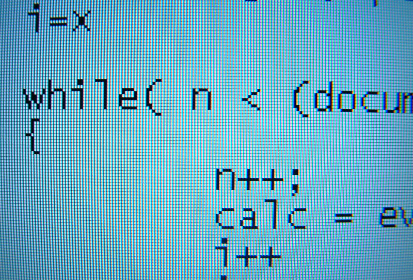 i=x
while( n < (docum
{
n++;
calc = ev
i++